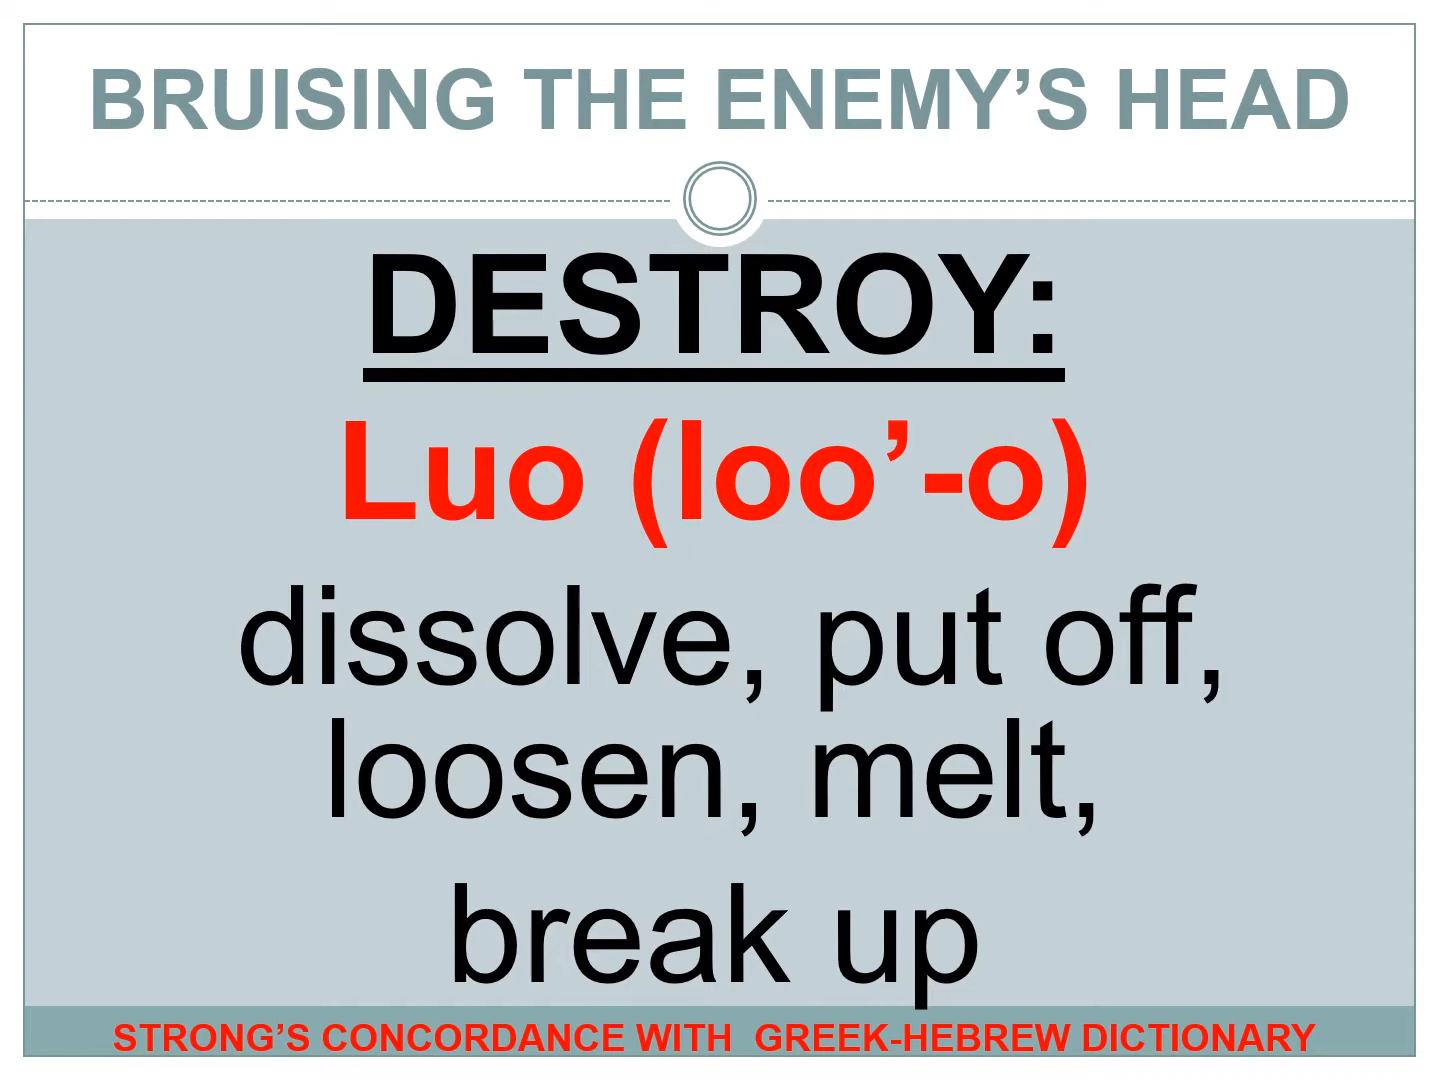 BRUISING THE ENEMY’S HEAD
DESTROY:
Luo (loo’-o)
dissolve, put off,
loosen, melt,
break up
STRONG’S CONCORDANCE WITH  GREEK-HEBREW DICTIONARY